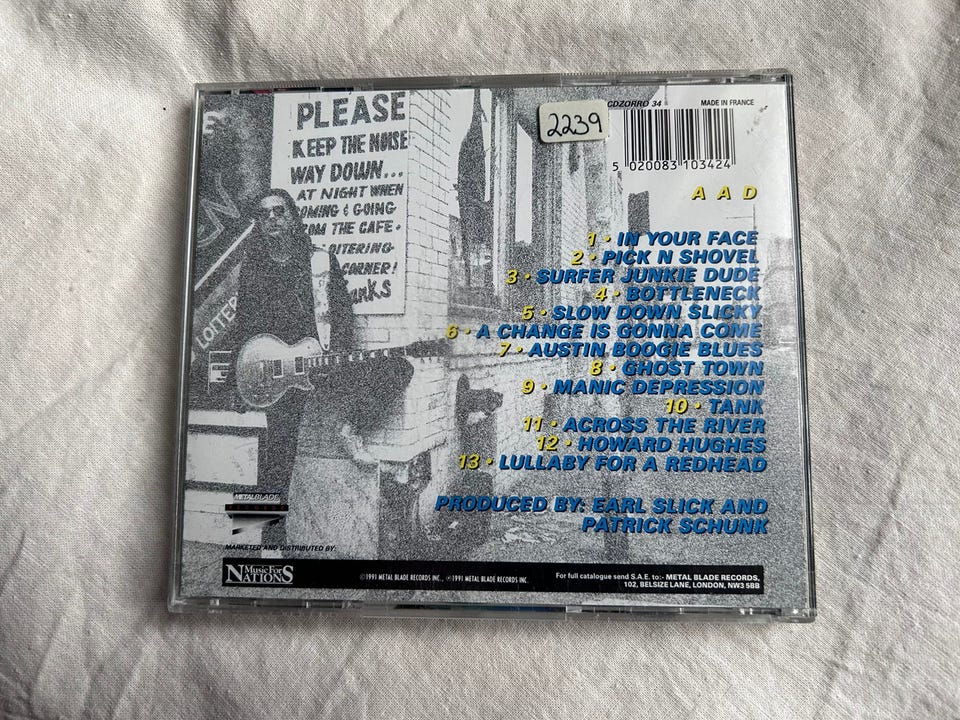 PLEASE
KEEP THE NOISE
WAY DOWN...
AT NIGHT WHEN
COMING & GOING
FROM THE CAFE.
LOITERING
CORNER!
LOITER
2239
CDZORRO 34
MADE IN FRANCE
5 020083 103424
A A D
1 • IN YOUR FACE
2 • PICK N SHOVEL
3 • SURFER JUNKIE DUDE
4 • BOTTLENECK
5 • SLOW DOWN SLICKY
6 • A CHANGE IS GONNA COME
7 • AUSTIN BOOGIE BLUES
8 • GHOST TOWN
9 • MANIC DEPRESSION
10 • TANK
11 • ACROSS THE RIVER
12 • HOWARD HUGHES
13 • LULLABY FOR A REDHEAD
PRODUCED BY: EARL SLICK AND
PATRICK SCHUNK
METAL BLADE
RECORDS
MARKETED AND DISTRIBUTED BY:
Music For
NATIONS
©1991 METAL BLADE RECORDS INC., ℗1991 METAL BLADE RECORDS INC.
For full catalogue send S.A.E. to:- METAL BLADE RECORDS,
102, BELSIZE LANE, LONDON, NW3 5BB